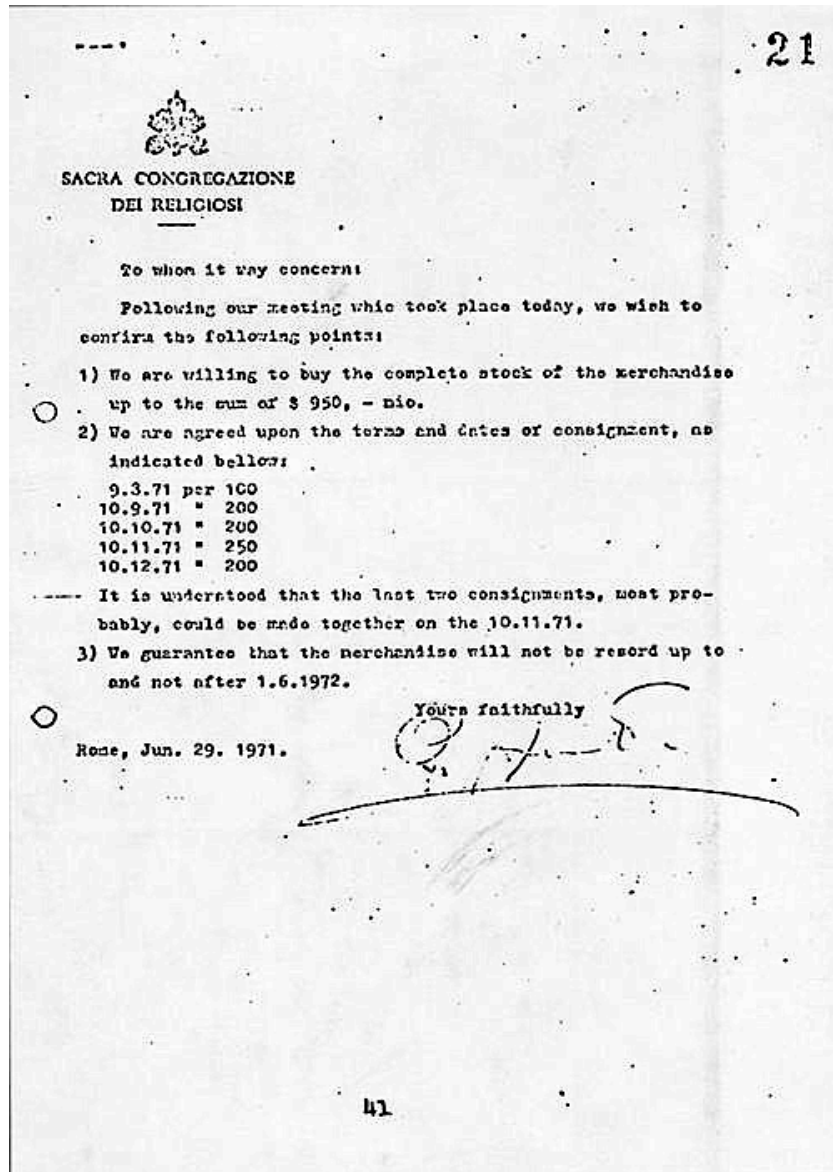 21
SACRA CONGREGAZIONE
DEI RELIGIOSI
To whom it may concern:
Following our meeting whic took place today, we wish to
confirm the following points:
1) We are willing to buy the complete stock of the merchandise
up to the sum of $ 950, - mio.
2) We are agreed upon the terms and dates of consignment, as
indicated bellow:
9.3.71 per 100
10.9.71 " 200
10.10.71 " 200
10.11.71 " 250
10.12.71 " 200
It is understood that the last two consignments, most pro-
bably, could be made together on the 10.11.71.
3) We guarantee that the merchandise will not be resord up to
and not after 1.6.1972.
Yours faithfully
Rome, Jun. 29. 1971.
41